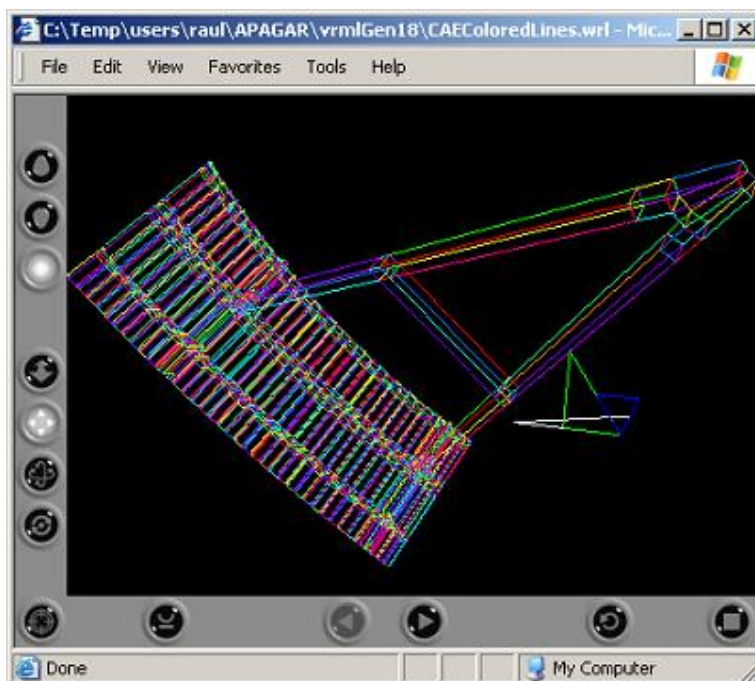 C:\Temp\users\raul\APAGAR\vrmlGen18\CAEColoredLines.wrl - Mic...
File Edit View Favorites Tools Help
Done My Computer